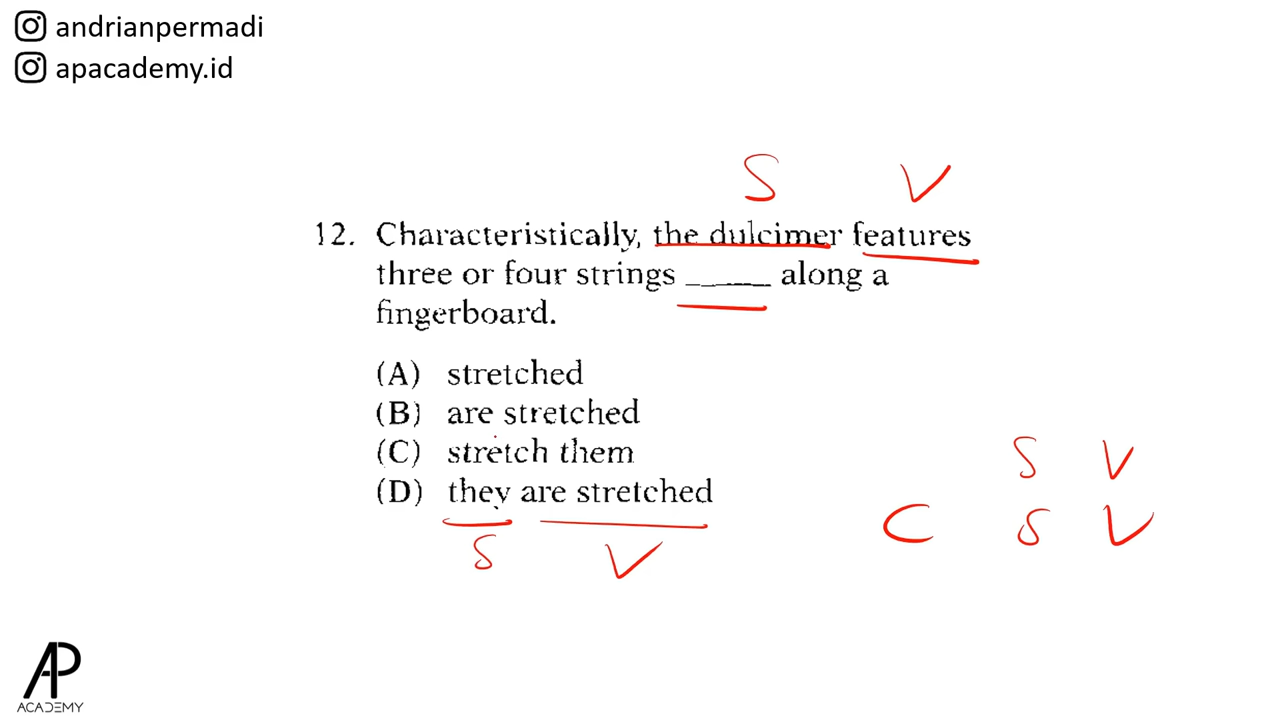 andrianpermadi
apacademy.id
S V
12. Characteristically, the dulcimer features
three or four strings ______ along a
fingerboard.
(A) stretched
(B) are stretched
(C) stretch them
(D) they are stretched
S V
S V
C S V
AP
ACADEMY